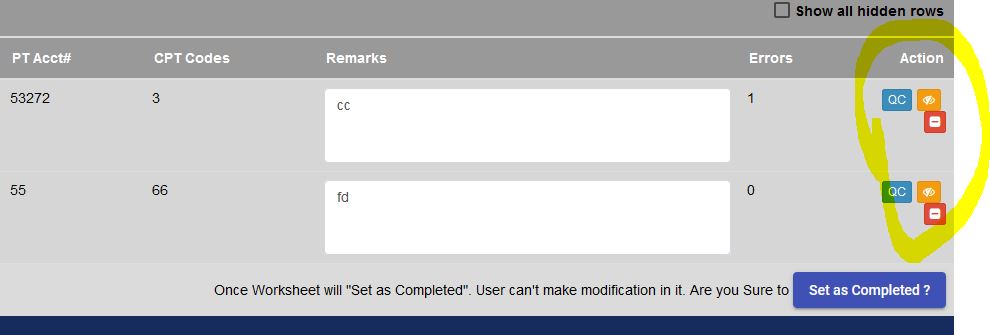 Show all hidden rows
PT Acct# CPT Codes Remarks Errors Action
53272 3 cc 1 QC
55 66 fd 0 QC
Once Worksheet will "Set as Completed". User can't make modification in it. Are you Sure to Set as Completed ?